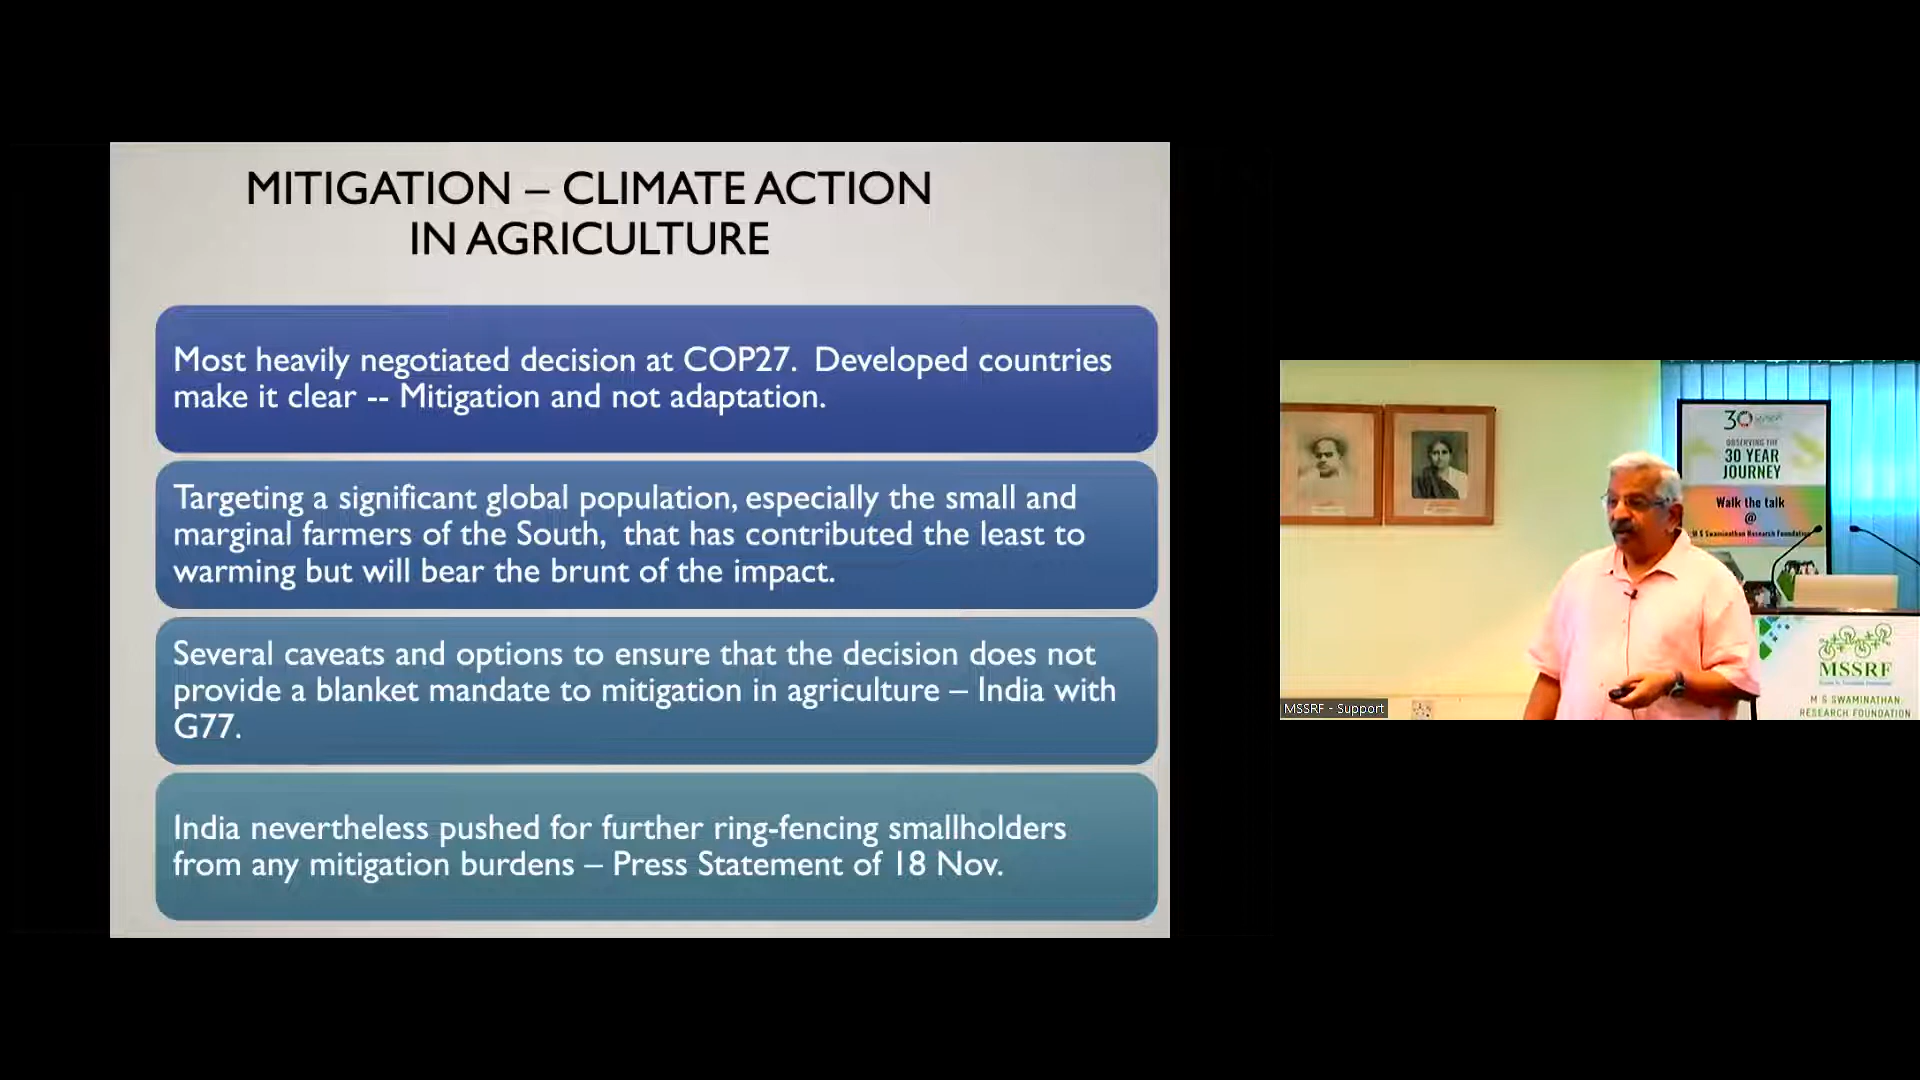 MITIGATION – CLIMATE ACTION
IN AGRICULTURE
Most heavily negotiated decision at COP27. Developed countries
make it clear -- Mitigation and not adaptation.
Targeting a significant global population, especially the small and
marginal farmers of the South, that has contributed the least to
warming but will bear the brunt of the impact.
Several caveats and options to ensure that the decision does not
provide a blanket mandate to mitigation in agriculture – India with
G77.
India nevertheless pushed for further ring-fencing smallholders
from any mitigation burdens – Press Statement of 18 Nov.
30
OBSERVING THE
30 YEAR
JOURNEY
Walk the talk
@
M S Swaminathan Research Foundation
MSSRF
M S SWAMINATHAN
RESEARCH FOUNDATION
MSSRF - Support